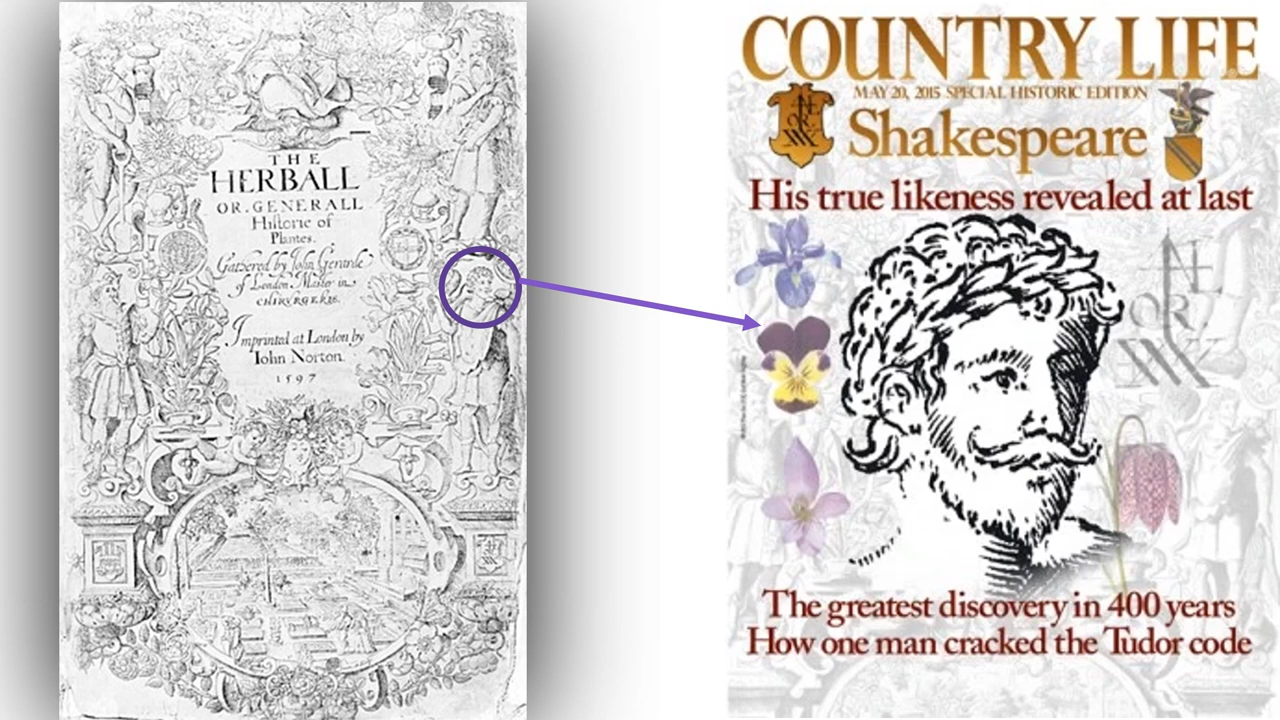 THE
HERBALL
OR, GENERALL
Historie of
Plantes.
Gathered by John Gerarde
of London Master in
CHIRVRGERIE.
Imprinted at London by
Iohn Norton.
1597
COUNTRY LIFE
MAY 20, 2015 SPECIAL HISTORIC EDITION
Shakespeare
His true likeness revealed at last
The greatest discovery in 400 years
How one man cracked the Tudor code